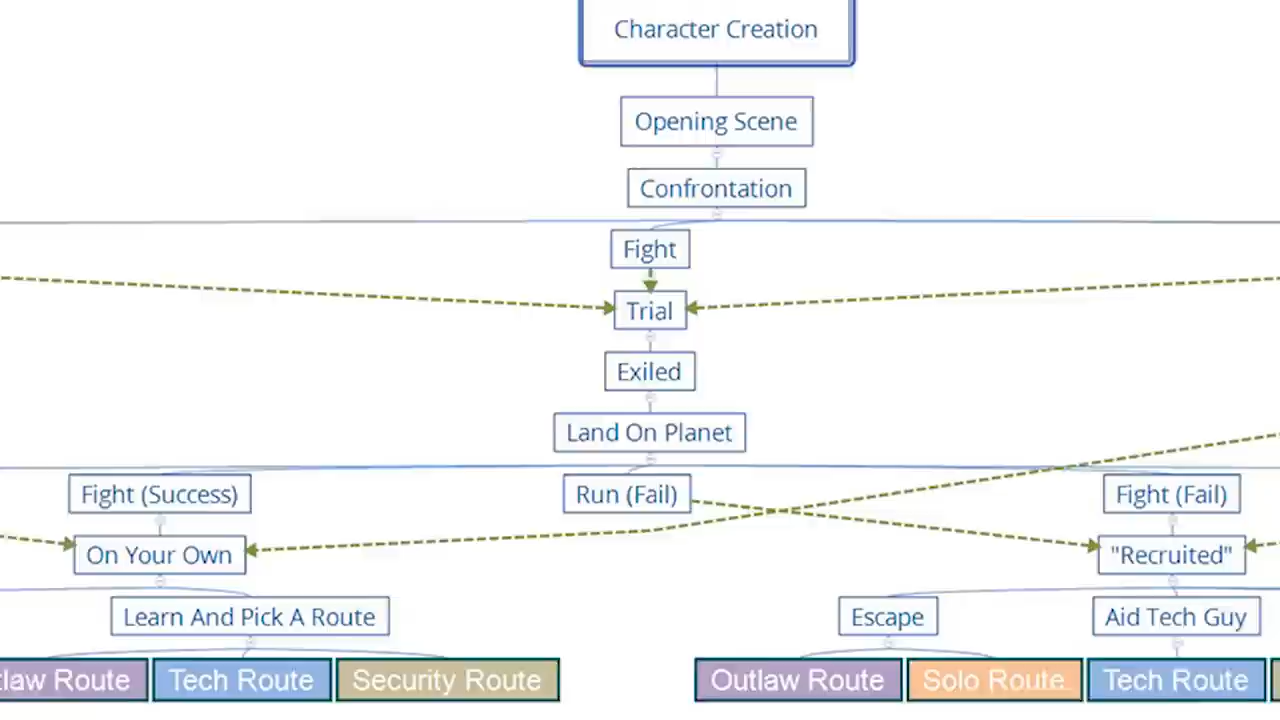 Character Creation
Opening Scene
Confrontation
Fight
Trial
Exiled
Land On Planet
Fight (Success)
Run (Fail)
Fight (Fail)
On Your Own
"Recruited"
Learn And Pick A Route
Escape
Aid Tech Guy
tlaw Route
Tech Route
Security Route
Outlaw Route
Solo Route
Tech Route